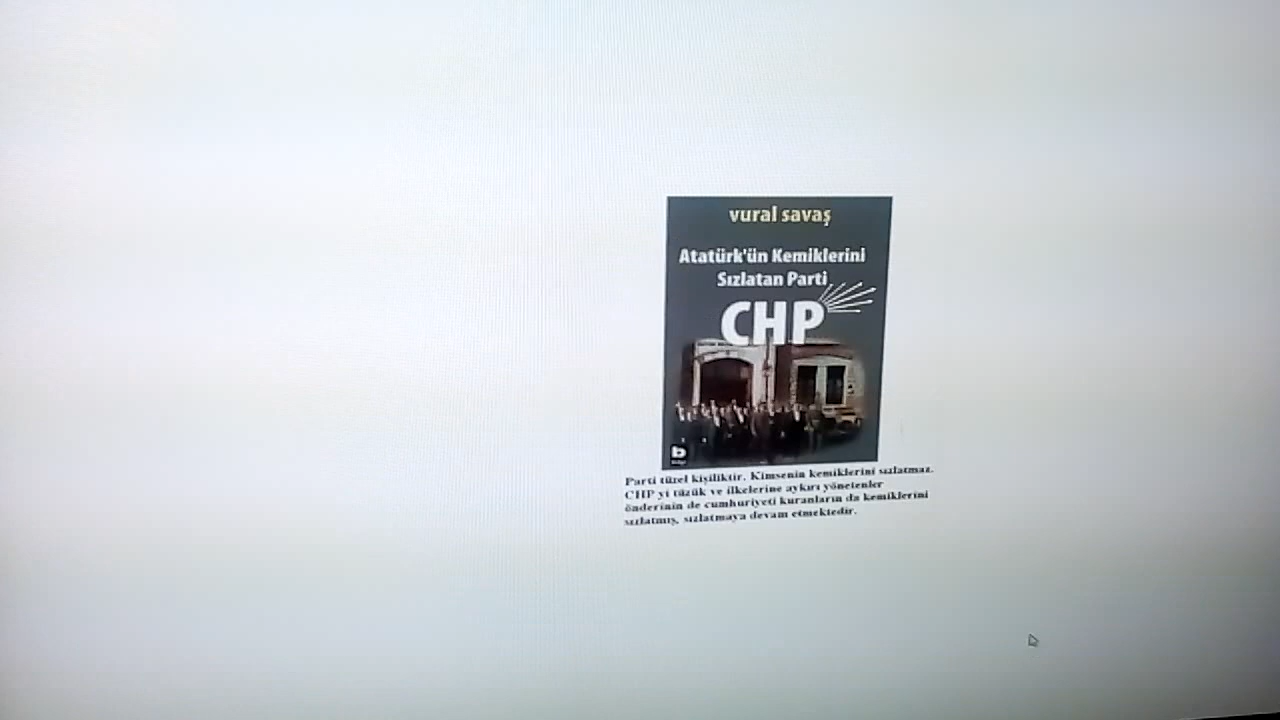 vural savaş
Atatürk'ün Kemiklerini
Sızlatan Parti
CHP
b
Parti tüzel kişiliktir. Kimsenin kemiklerini sızlatmaz.
CHP yi tüzük ve ilkelerine aykırı yönetenler
önderinin de cumhuriyeti kuranların da kemiklerini
sızlatmış, sızlatmaya devam etmektedir.